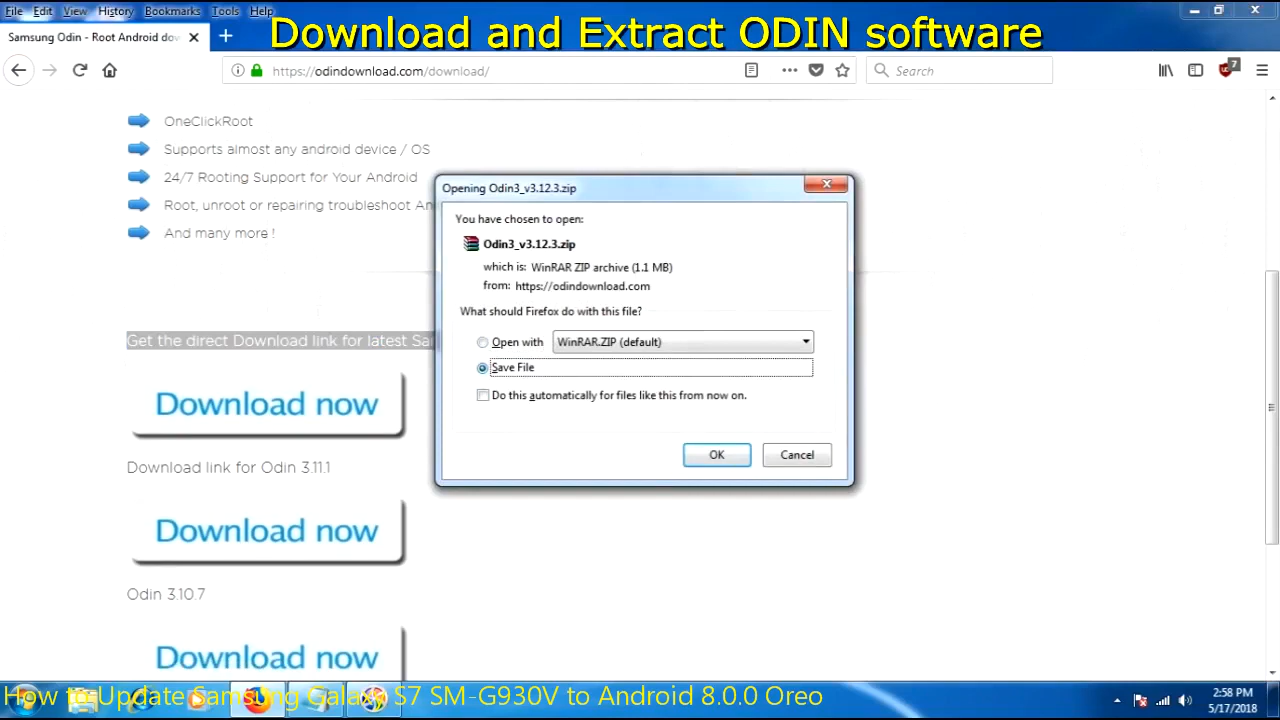 File Edit View History Bookmarks Tools Help
Download and Extract ODIN software
Samsung Odin - Root Android dov
https://odindownload.com/download/
Search
7
OneClickRoot
Supports almost any android device / OS
24/7 Rooting Support for Your Android
Root, unroot or repairing troubleshoot An
And many more !
Opening Odin3_v3.12.3.zip
You have chosen to open:
Odin3_v3.12.3.zip
which is: WinRAR ZIP archive (1.1 MB)
from: https://odindownload.com
What should Firefox do with this file?
Open with WinRAR.ZIP (default)
Save File
Do this automatically for files like this from now on.
OK Cancel
Get the direct Download link for latest Sa
Download now
Download link for Odin 3.11.1
Download now
Odin 3.10.7
Download now
How to Update Samsung Galaxy S7 SM-G930V to Android 8.0.0 Oreo
2:58 PM
5/17/2018